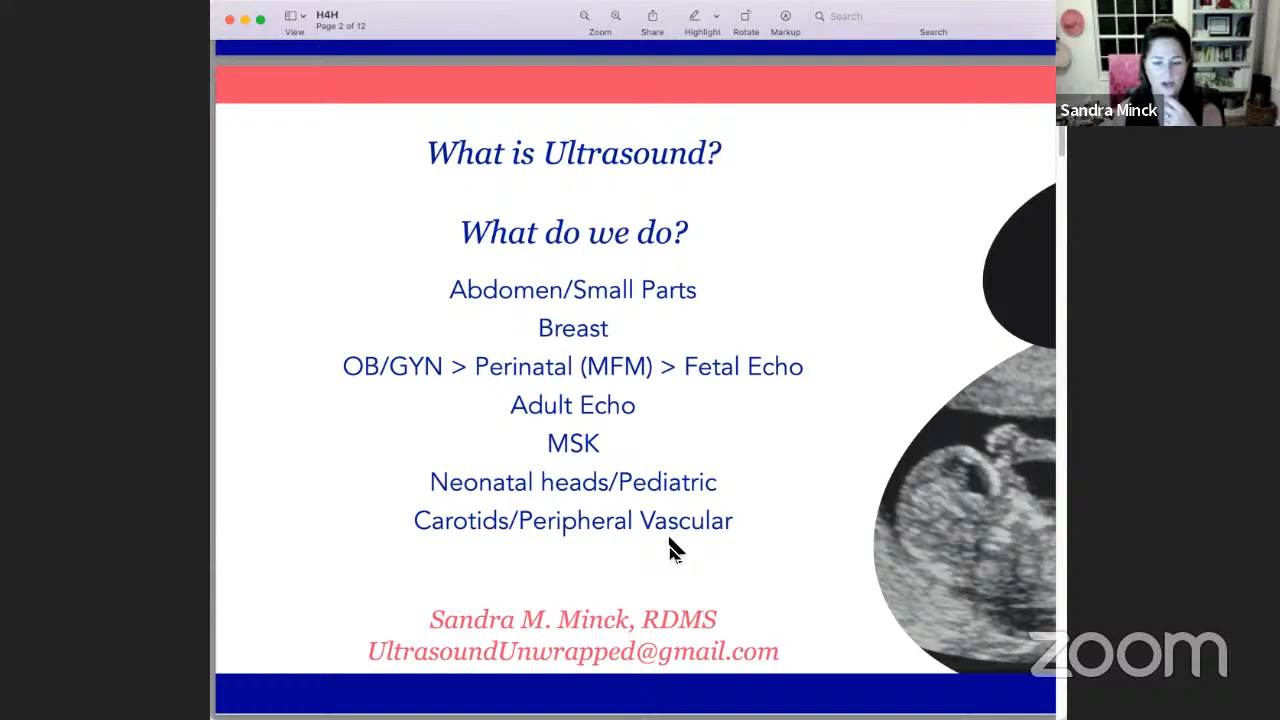 H4H
Page 2 of 12
View
Zoom
Share
Highlight
Rotate
Markup
Search
Search
Sandra Minck
What is Ultrasound?
What do we do?
Abdomen/Small Parts
Breast
OB/GYN > Perinatal (MFM) > Fetal Echo
Adult Echo
MSK
Neonatal heads/Pediatric
Carotids/Peripheral Vascular
Sandra M. Minck, RDMS
UltrasoundUnwrapped@gmail.com
zoom